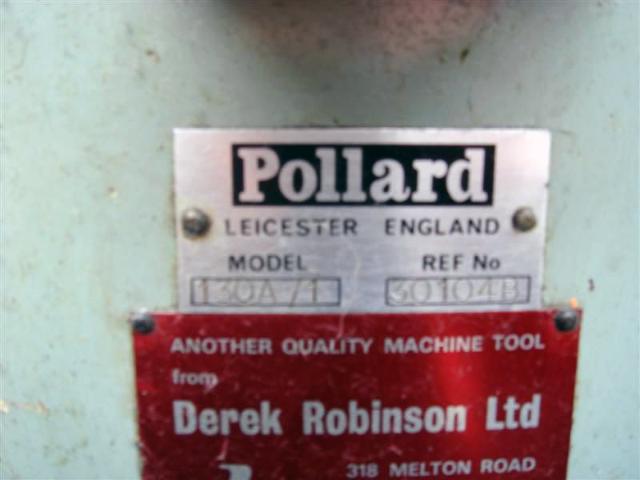 Pollard
LEICESTER ENGLAND
MODEL REF No
130A/1 30104B
ANOTHER QUALITY MACHINE TOOL
from
Derek Robinson Ltd
318 MELTON ROAD